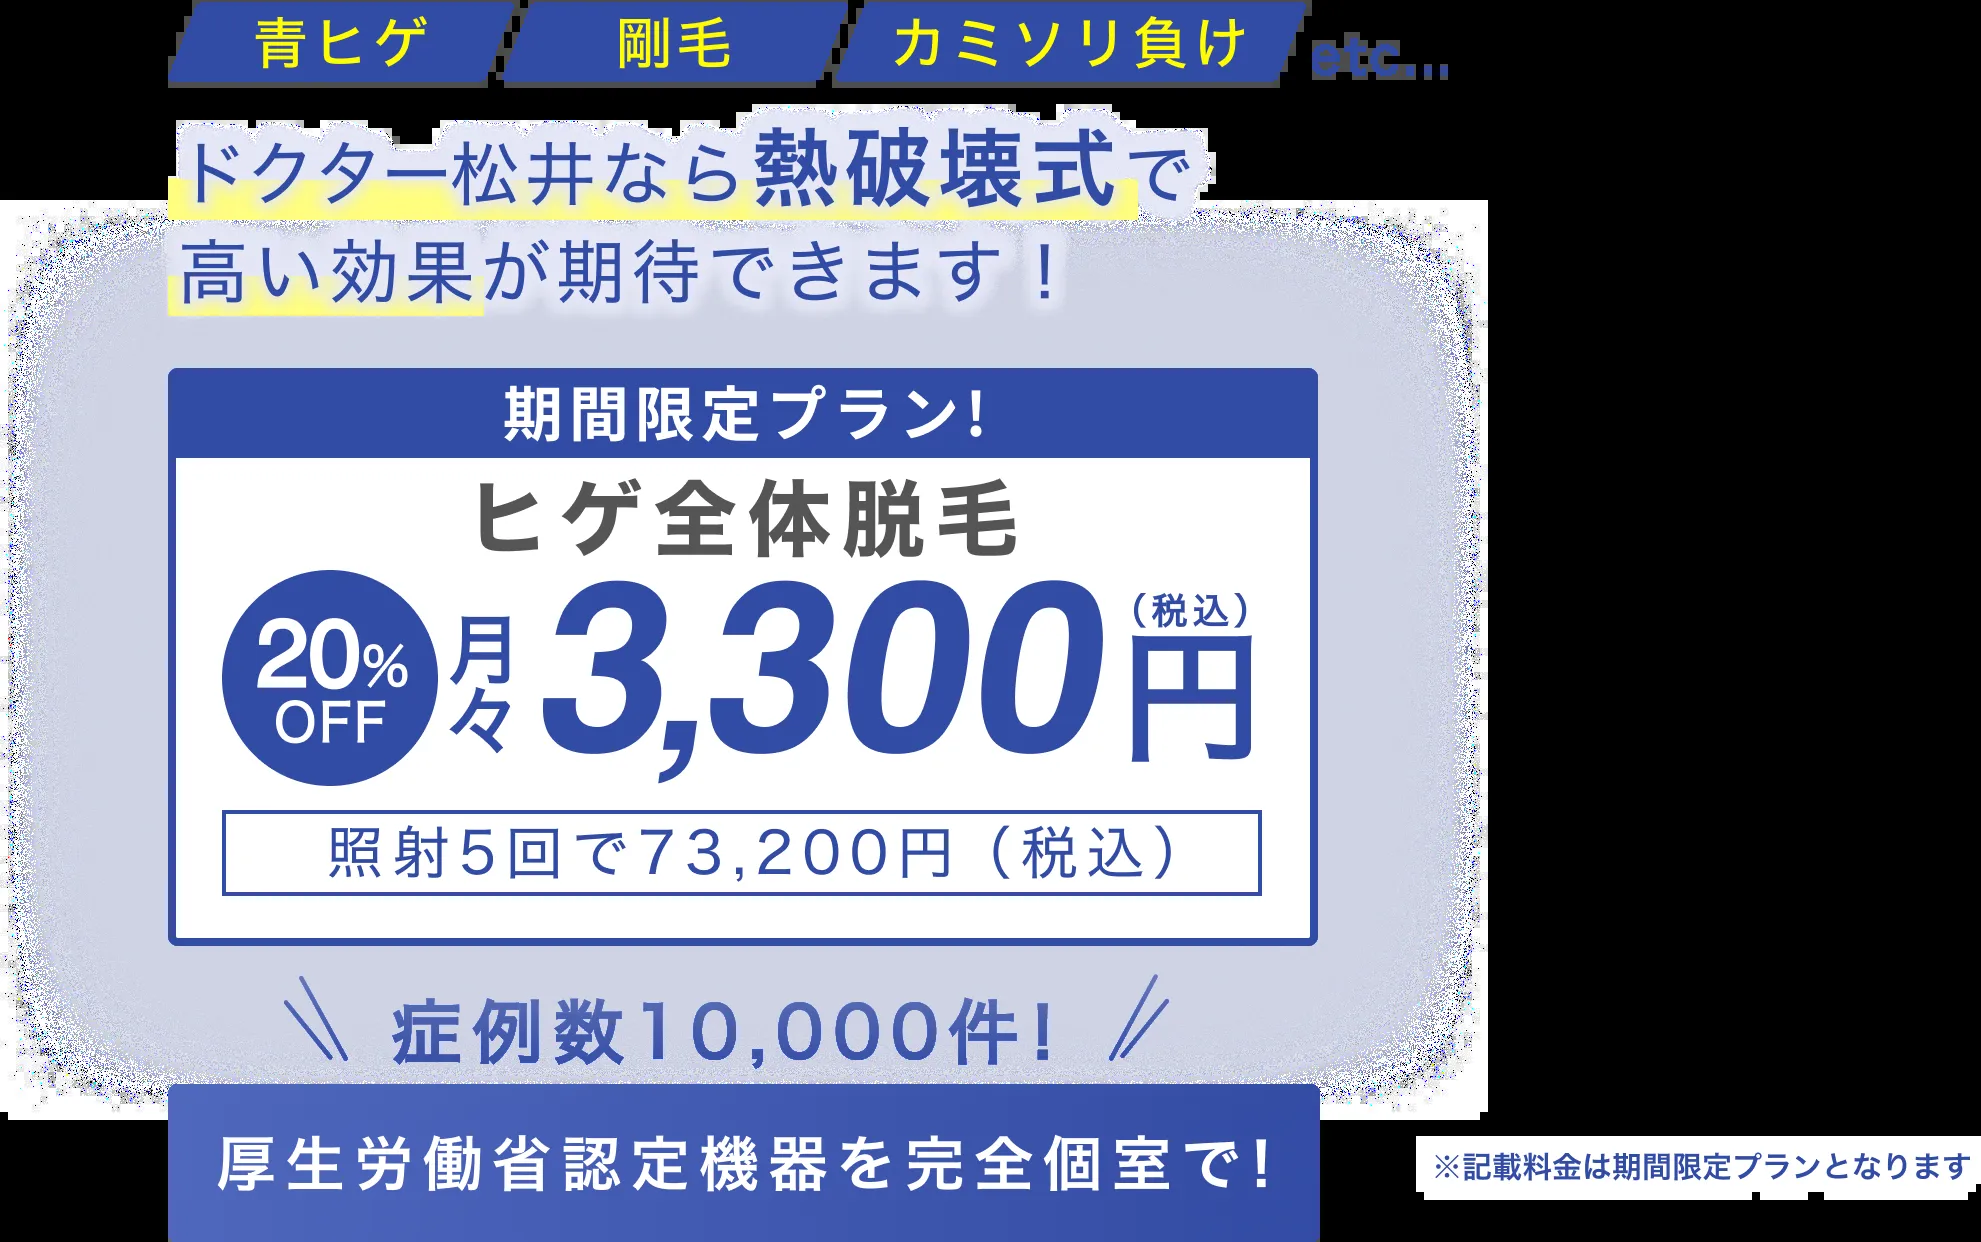 青ヒゲ 剛毛 カミソリ負け etc...
ドクター松井なら熱破壊式で
高い効果が期待できます！
期間限定プラン!
ヒゲ全体脱毛
20%
OFF
月々3,300円（税込）
照射5回で73,200円（税込）
症例数10,000件!
厚生労働省認定機器を完全個室で!
※記載料金は期間限定プランとなります